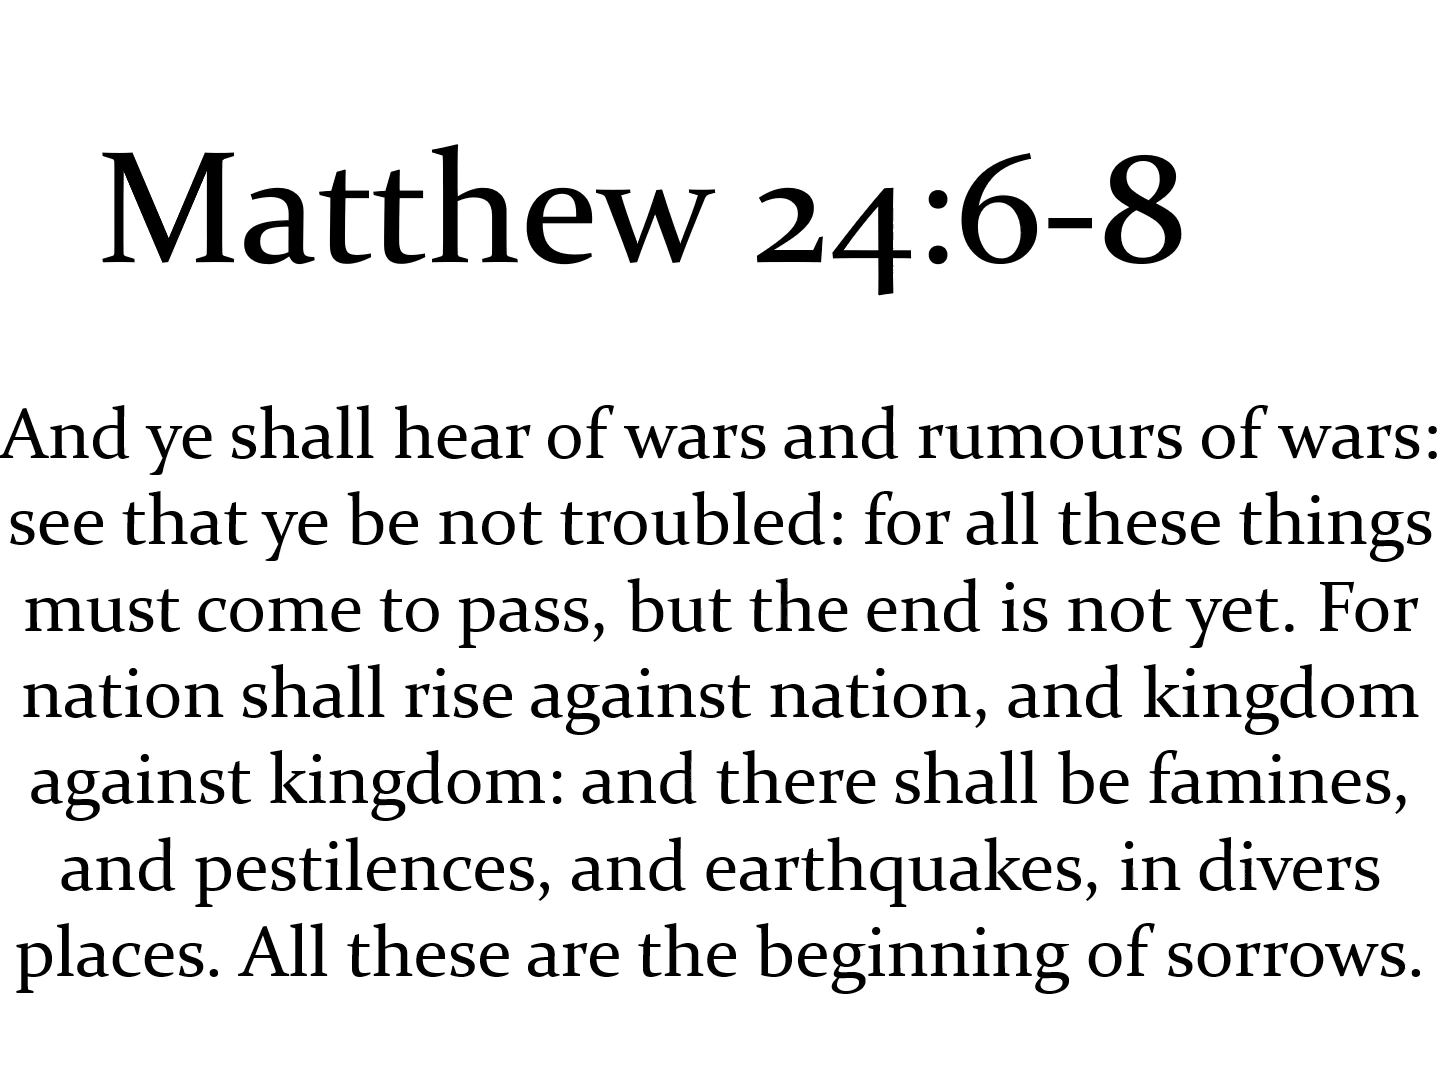 Matthew 24:6-8
And ye shall hear of wars and rumours of wars:
see that ye be not troubled: for all these things
must come to pass, but the end is not yet. For
nation shall rise against nation, and kingdom
against kingdom: and there shall be famines,
and pestilences, and earthquakes, in divers
places. All these are the beginning of sorrows.